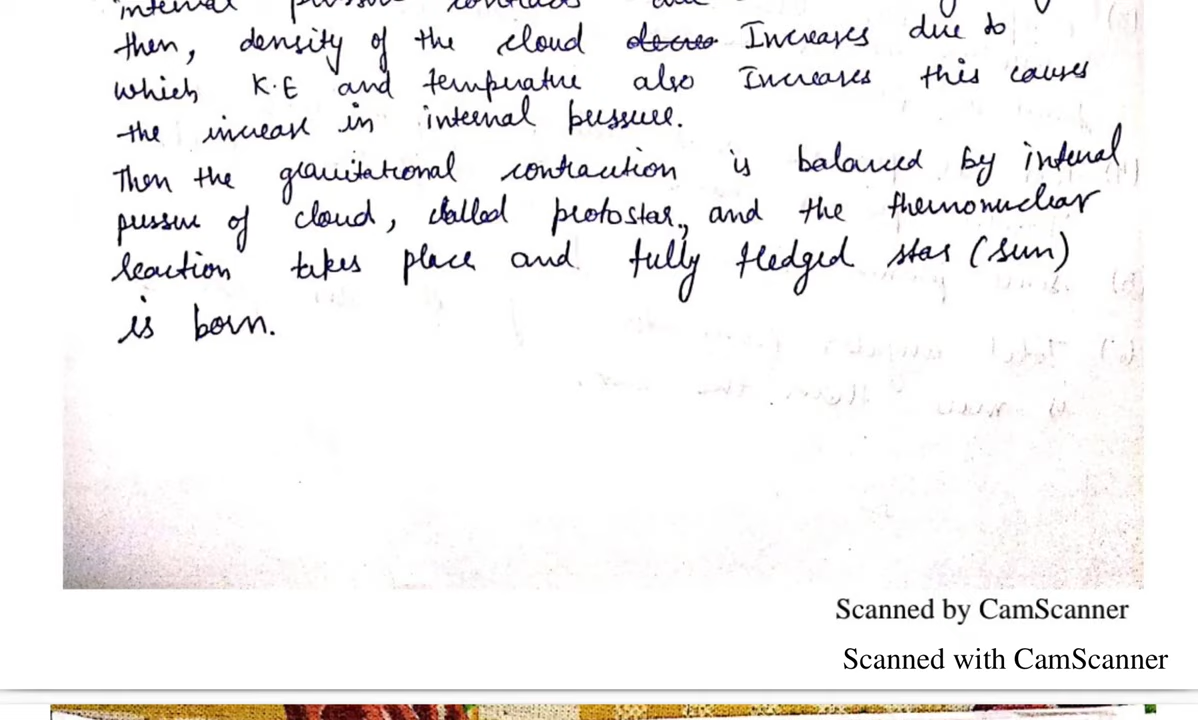 internal
then, density of the cloud decrea Increases due to
which K.E and temperature also Increases this causes
the increase in internal pressure.
Then the gravitational contraction is balanced by internal
pressure of cloud, called protostar, and the thermonuclear
reaction takes place and fully fledged star (sun)
is born.
Scanned by CamScanner
Scanned with CamScanner